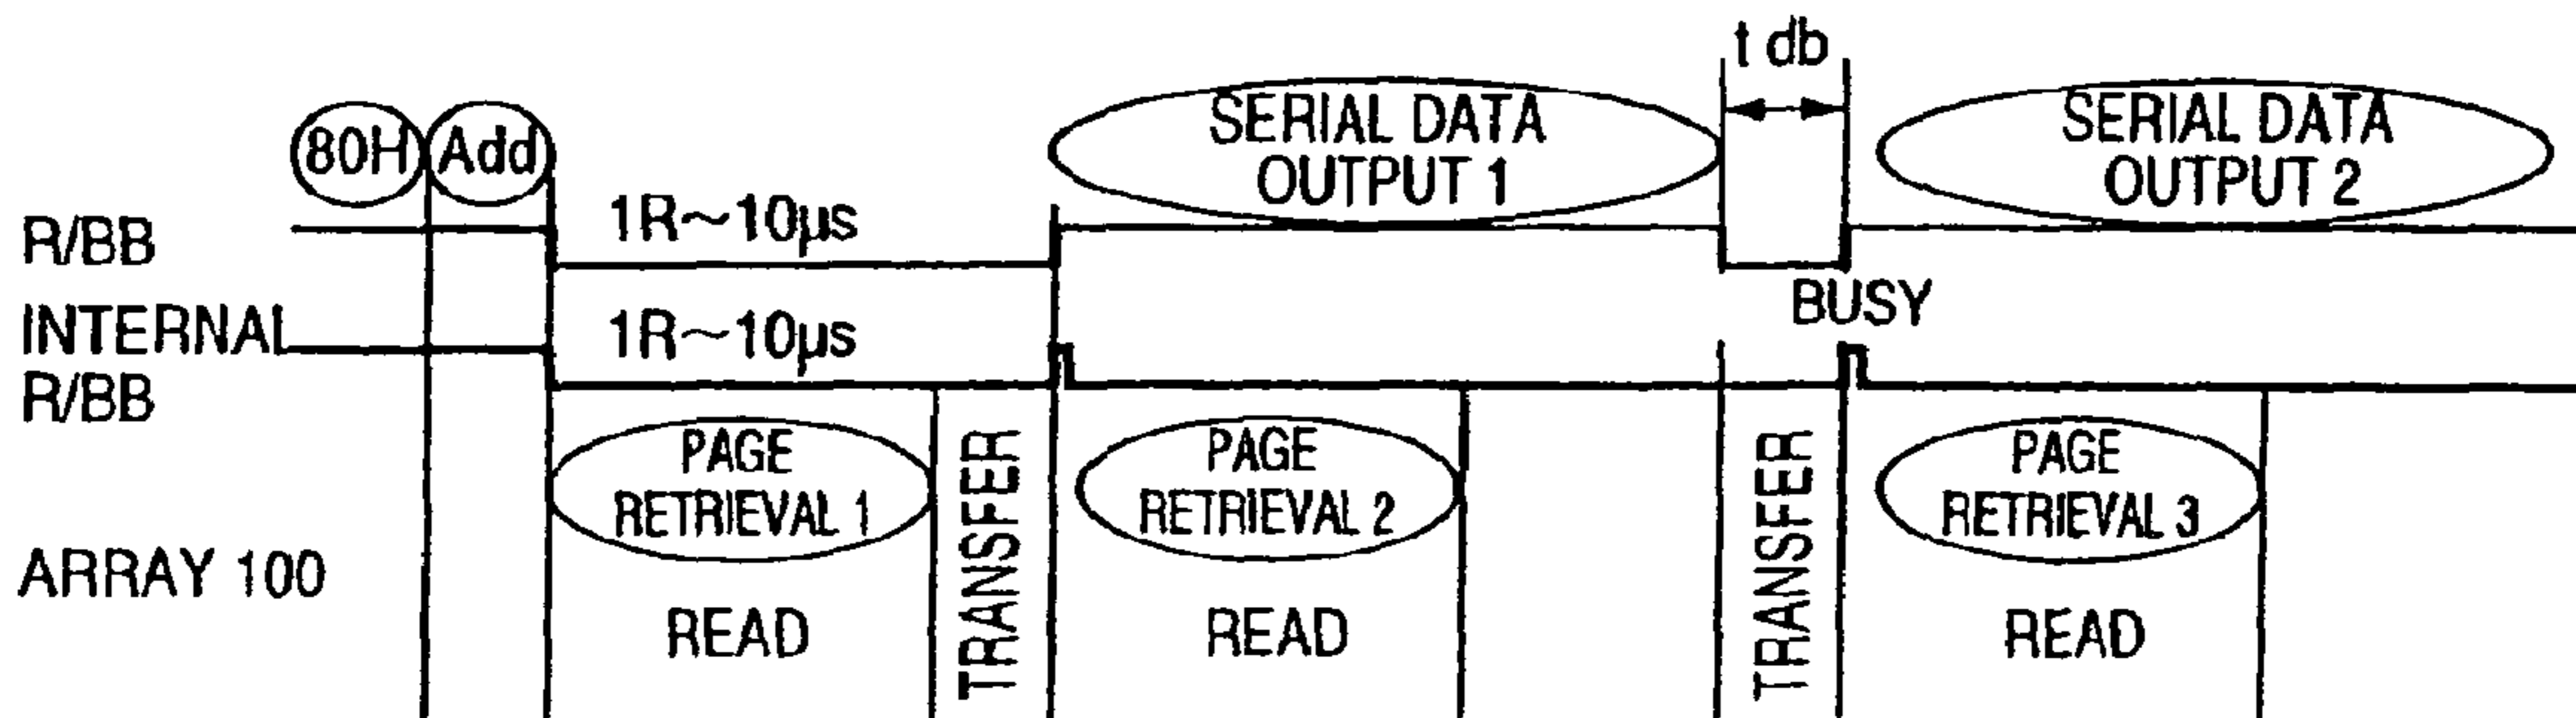 t db
80H Add
SERIAL DATA
OUTPUT 1
SERIAL DATA
OUTPUT 2
R/BB
1R~10μs
BUSY
INTERNAL
R/BB
1R~10μs
PAGE
RETRIEVAL 1
TRANSFER
PAGE
RETRIEVAL 2
TRANSFER
PAGE
RETRIEVAL 3
ARRAY 100
READ
READ
READ